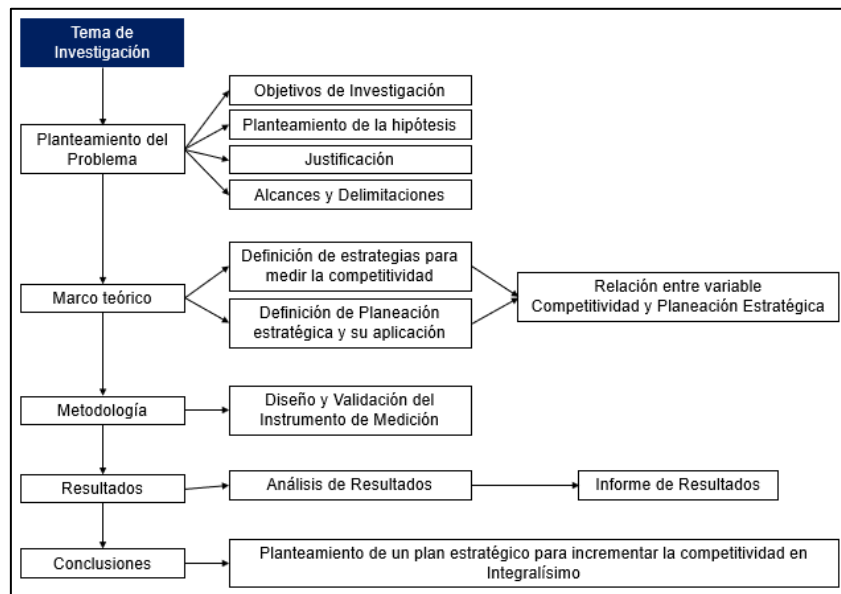 Tema de
Investigación
Objetivos de Investigación
Planteamiento de la hipótesis
Planteamiento del
Problema
Justificación
Alcances y Delimitaciones
Definición de estrategias para
medir la competitividad
Marco teórico
Relación entre variable
Competitividad y Planeación Estratégica
Definición de Planeación
estratégica y su aplicación
Metodología
Diseño y Validación del
Instrumento de Medición
Resultados
Análisis de Resultados
Informe de Resultados
Conclusiones
Planteamiento de un plan estratégico para incrementar la competitividad en
Integralísimo